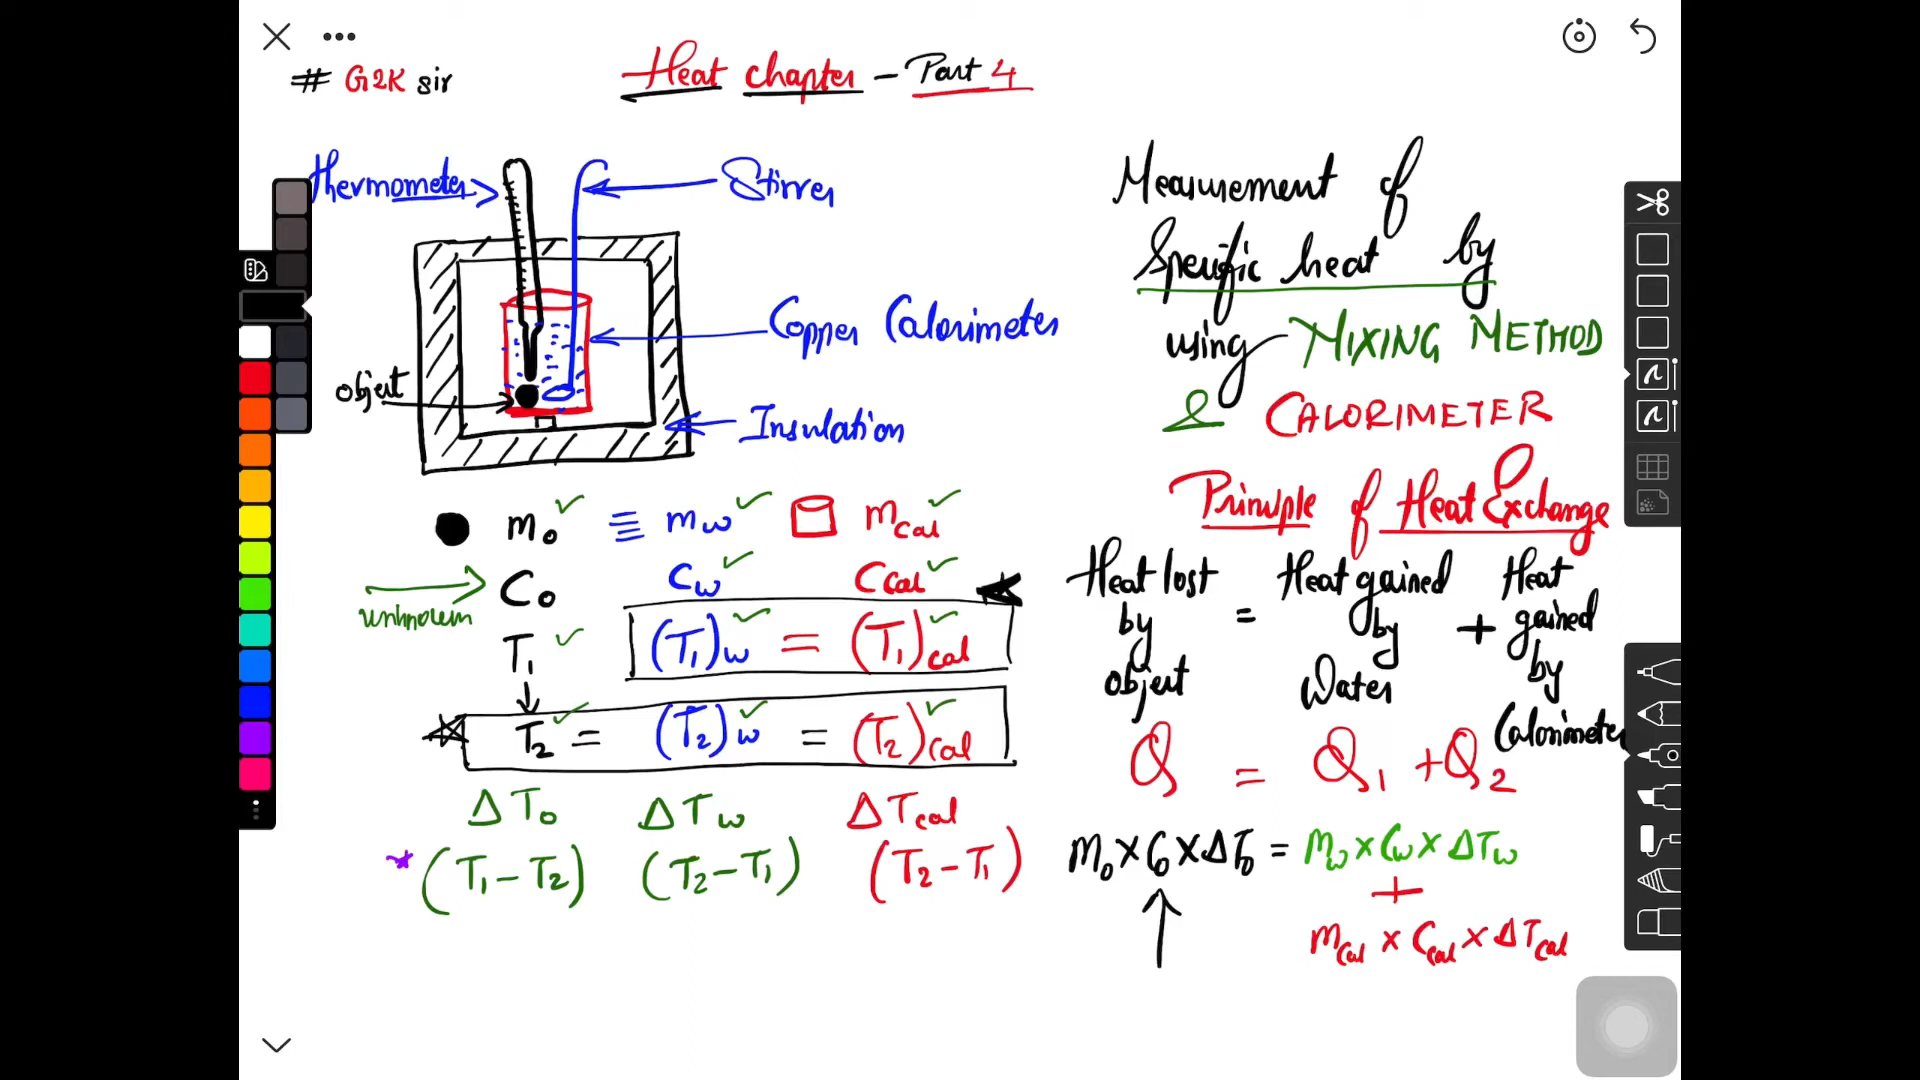 # G2K sir
Heat chapter - Part 4
Thermometer
Stirrer
Copper Calorimeter
object
Insulation
m₀ ✓ mw ✓ mcal ✓
unknown C₀ Cw ✓ Ccal ✓
T₁ ✓ (T₁)w ✓ = (T₁)cal ✓
T₂ ✓ = (T₂)w ✓ = (T₂)cal ✓
ΔT₀ ΔTw ΔTcal
* (T₁-T₂) (T₂-T₁) (T₂-T₁)
Measurement of
Specific heat by
using MIXING METHOD
& CALORIMETER
Principle of Heat Exchange
Heat lost by object = Heat gained by Water + Heat gained by Calorimeter
Q = Q₁ + Q₂
m₀ × C₀ × ΔT₀ = mw × Cw × ΔTw
+
mcal × Ccal × ΔTcal